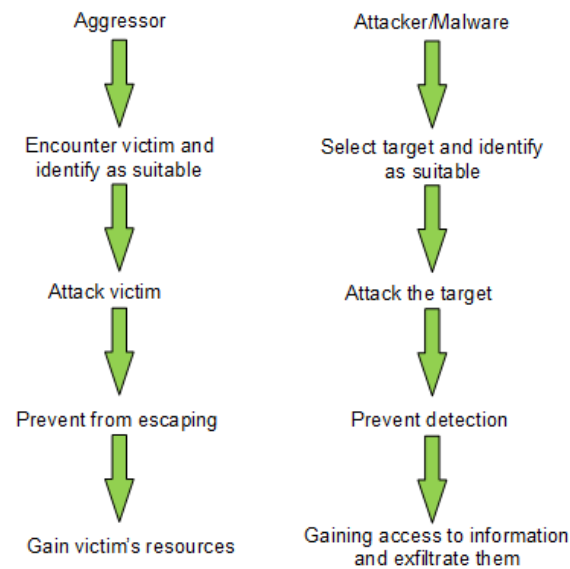 Aggressor
Encounter victim and
identify as suitable
Attack victim
Prevent from escaping
Gain victim's resources
Attacker/Malware
Select target and identify
as suitable
Attack the target
Prevent detection
Gaining access to information
and exfiltrate them